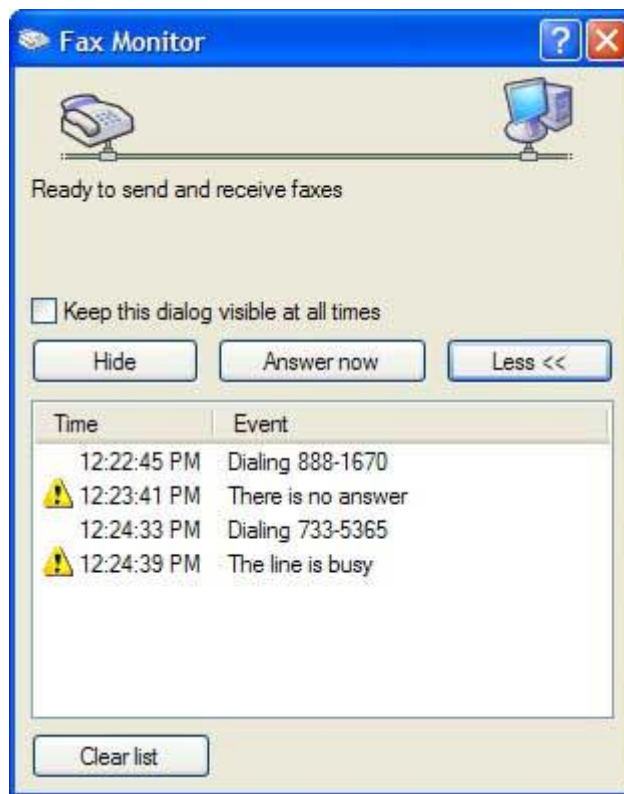 Fax Monitor
Ready to send and receive faxes
Keep this dialog visible at all times
Hide Answer now Less <<
Time Event
12:22:45 PM Dialing 888-1670
12:23:41 PM There is no answer
12:24:33 PM Dialing 733-5365
12:24:39 PM The line is busy
Clear list